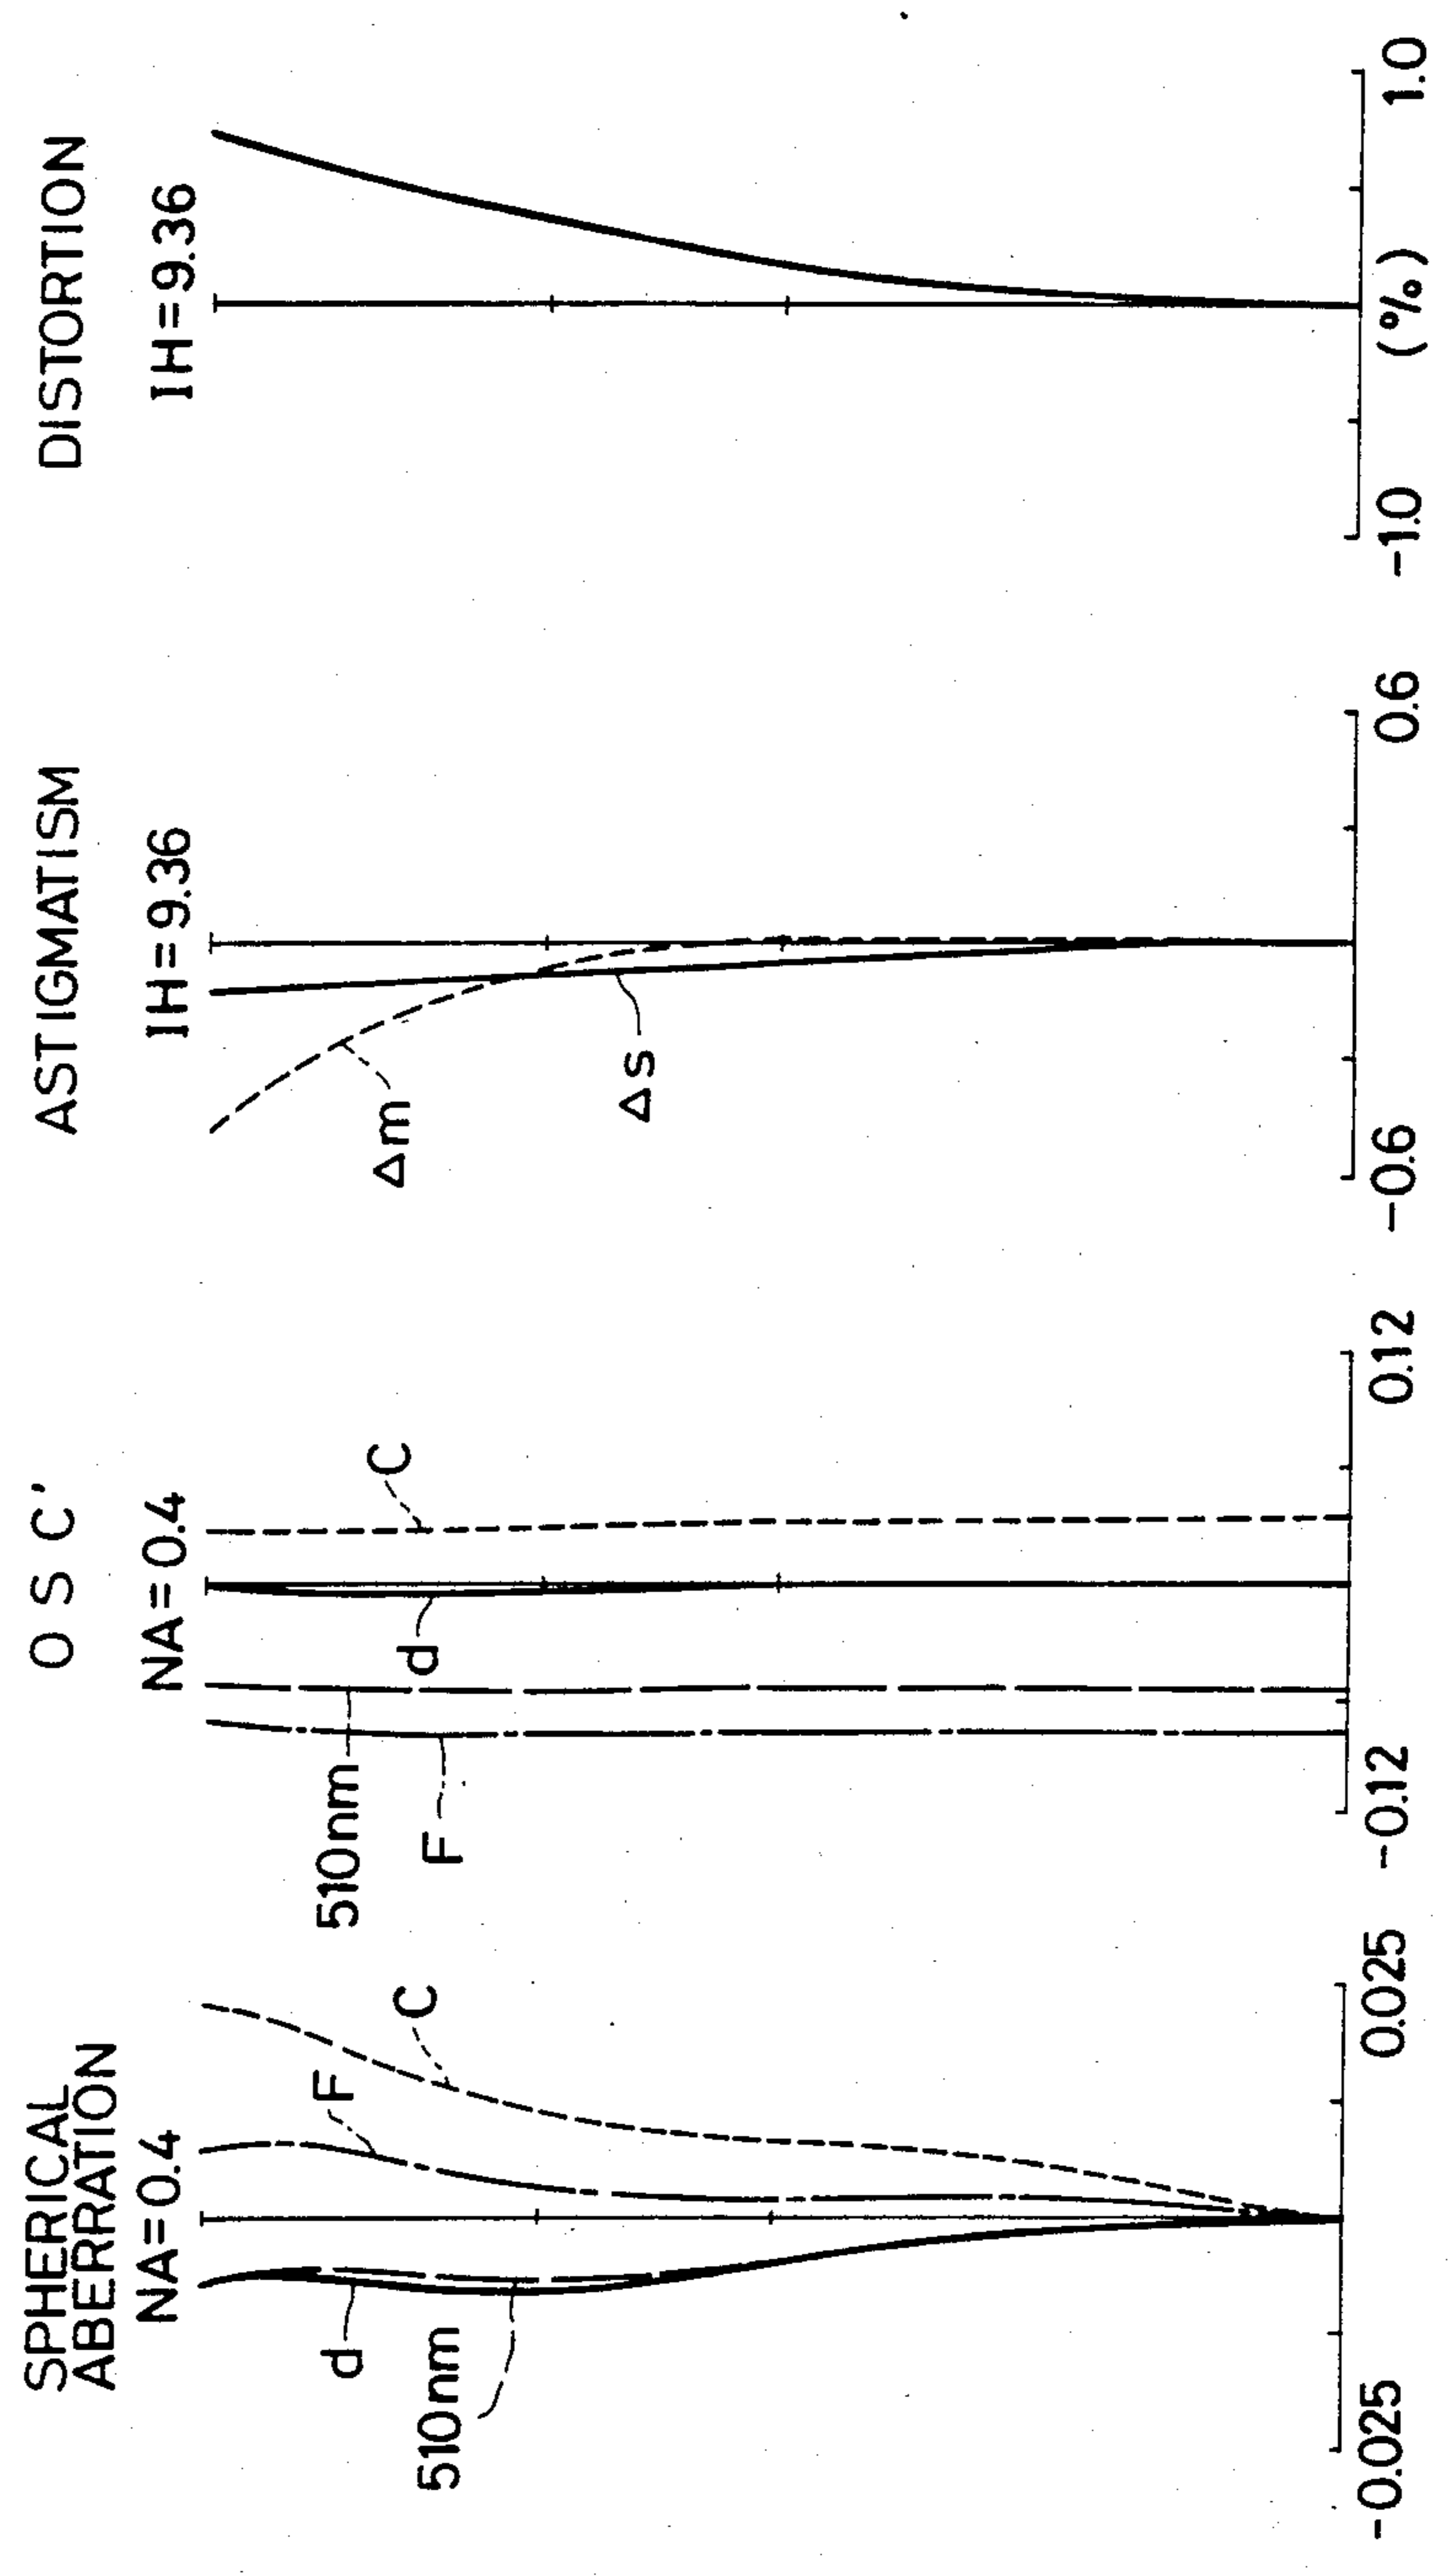 SPHERICAL
ABERRATION
NA=0.4
F
C
d
510nm
-0.025
0.025
OSC'
NA=0.4
C
d
510nm
F
-0.12
0.12
ASTIGMATISM
IH=9.36
Δm
Δs
-0.6
0.6
DISTORTION
IH=9.36
-1.0
(%)
1.0